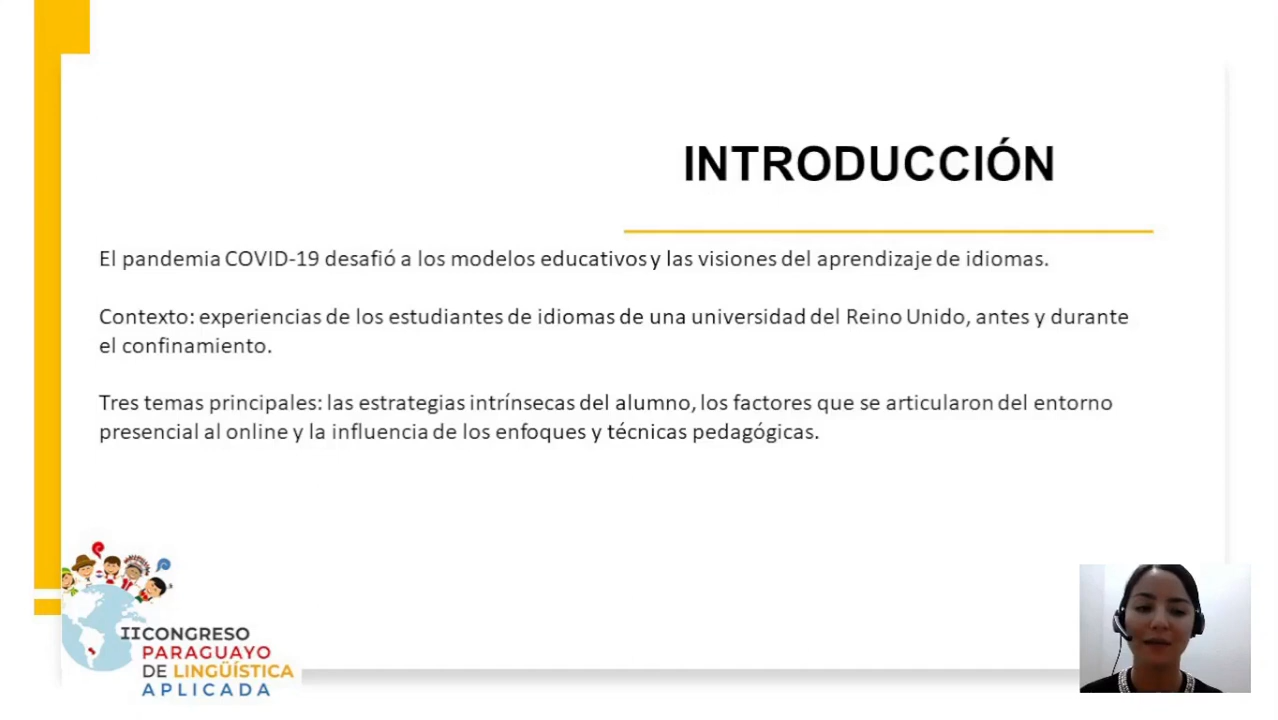 INTRODUCCIÓN
El pandemia COVID-19 desafió a los modelos educativos y las visiones del aprendizaje de idiomas.
Contexto: experiencias de los estudiantes de idiomas de una universidad del Reino Unido, antes y durante
el confinamiento.
Tres temas principales: las estrategias intrínsecas del alumno, los factores que se articularon del entorno
presencial al online y la influencia de los enfoques y técnicas pedagógicas.
II CONGRESO
PARAGUAYO
DE LINGÜÍSTICA
APLICADA